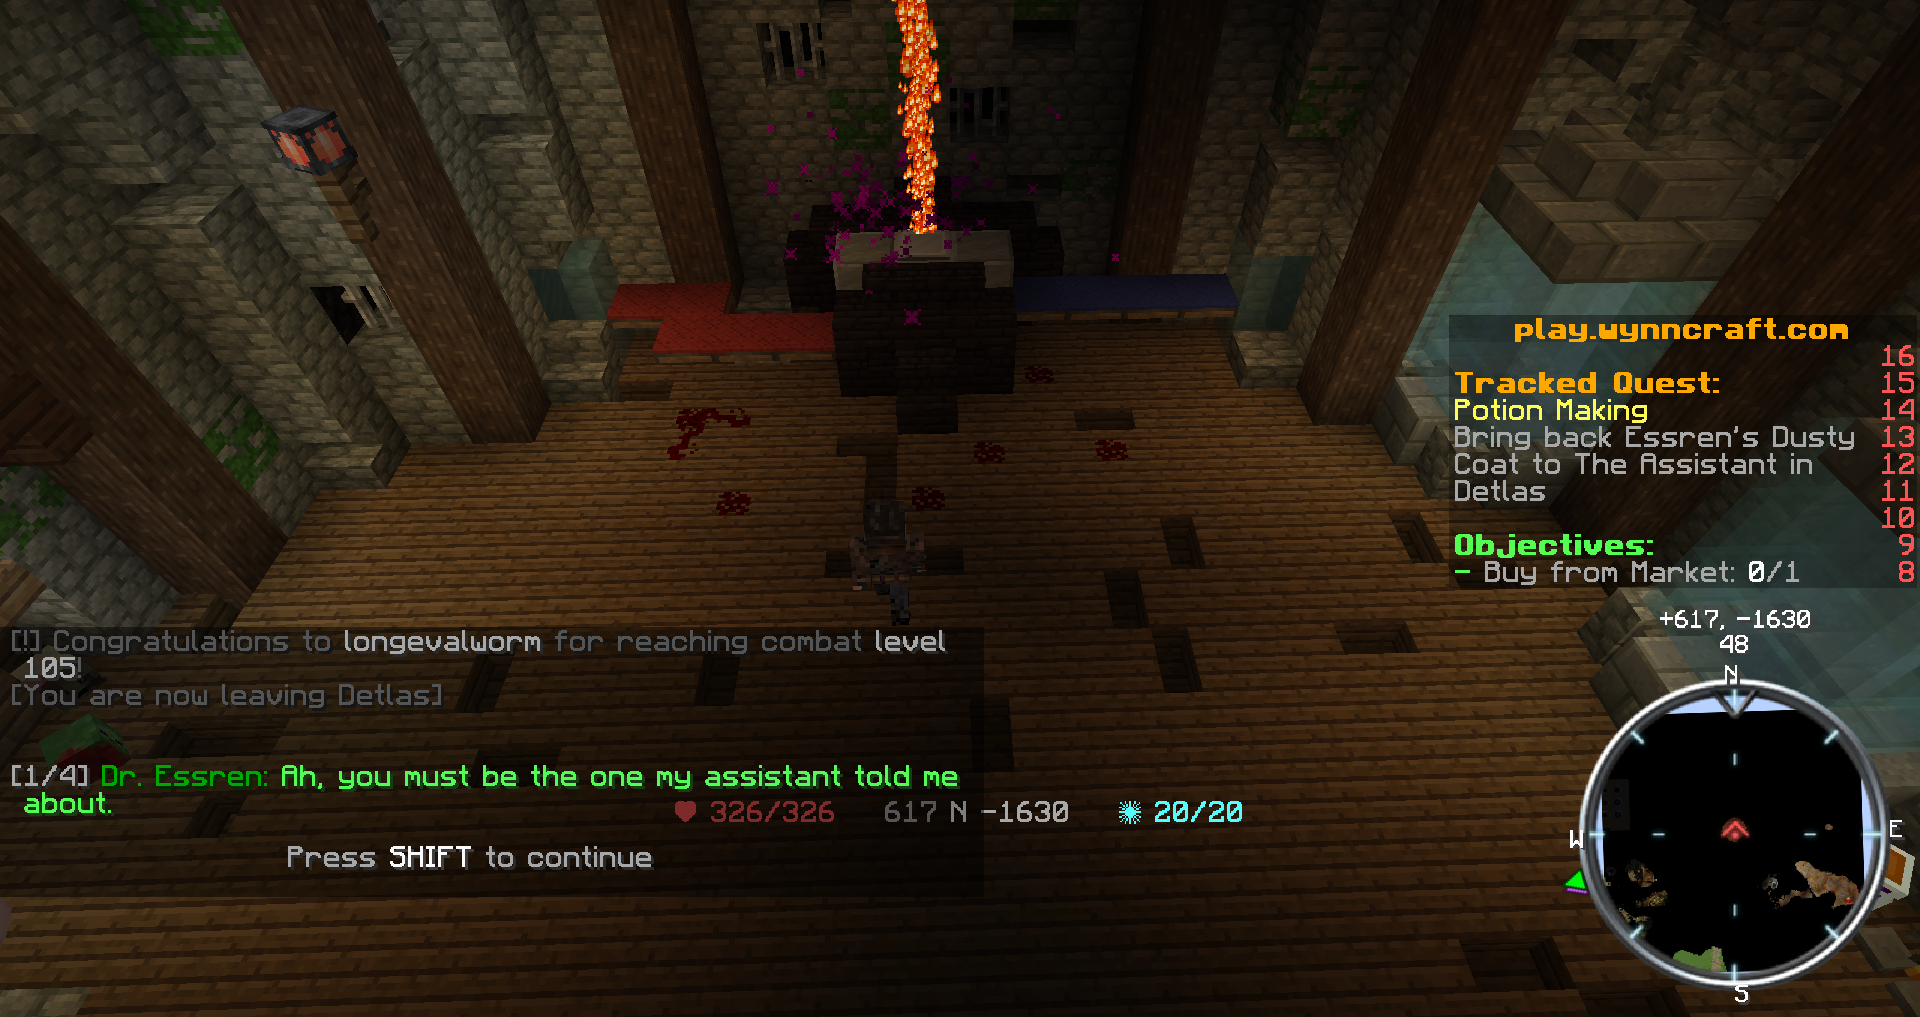 play.wynncraft.com
16
Tracked Quest: 15
Potion Making 14
Bring back Essren's Dusty 13
Coat to The Assistant in 12
Detlas 11
10
Objectives: 9
- Buy from Market: 0/1 8
+617, -1630
48
N
W
E
S
[!] Congratulations to longevalworm for reaching combat level
105!
[You are now leaving Detlas]
[1/4] Dr. Essren: Ah, you must be the one my assistant told me
about.
326/326 617 N -1630 20/20
Press SHIFT to continue